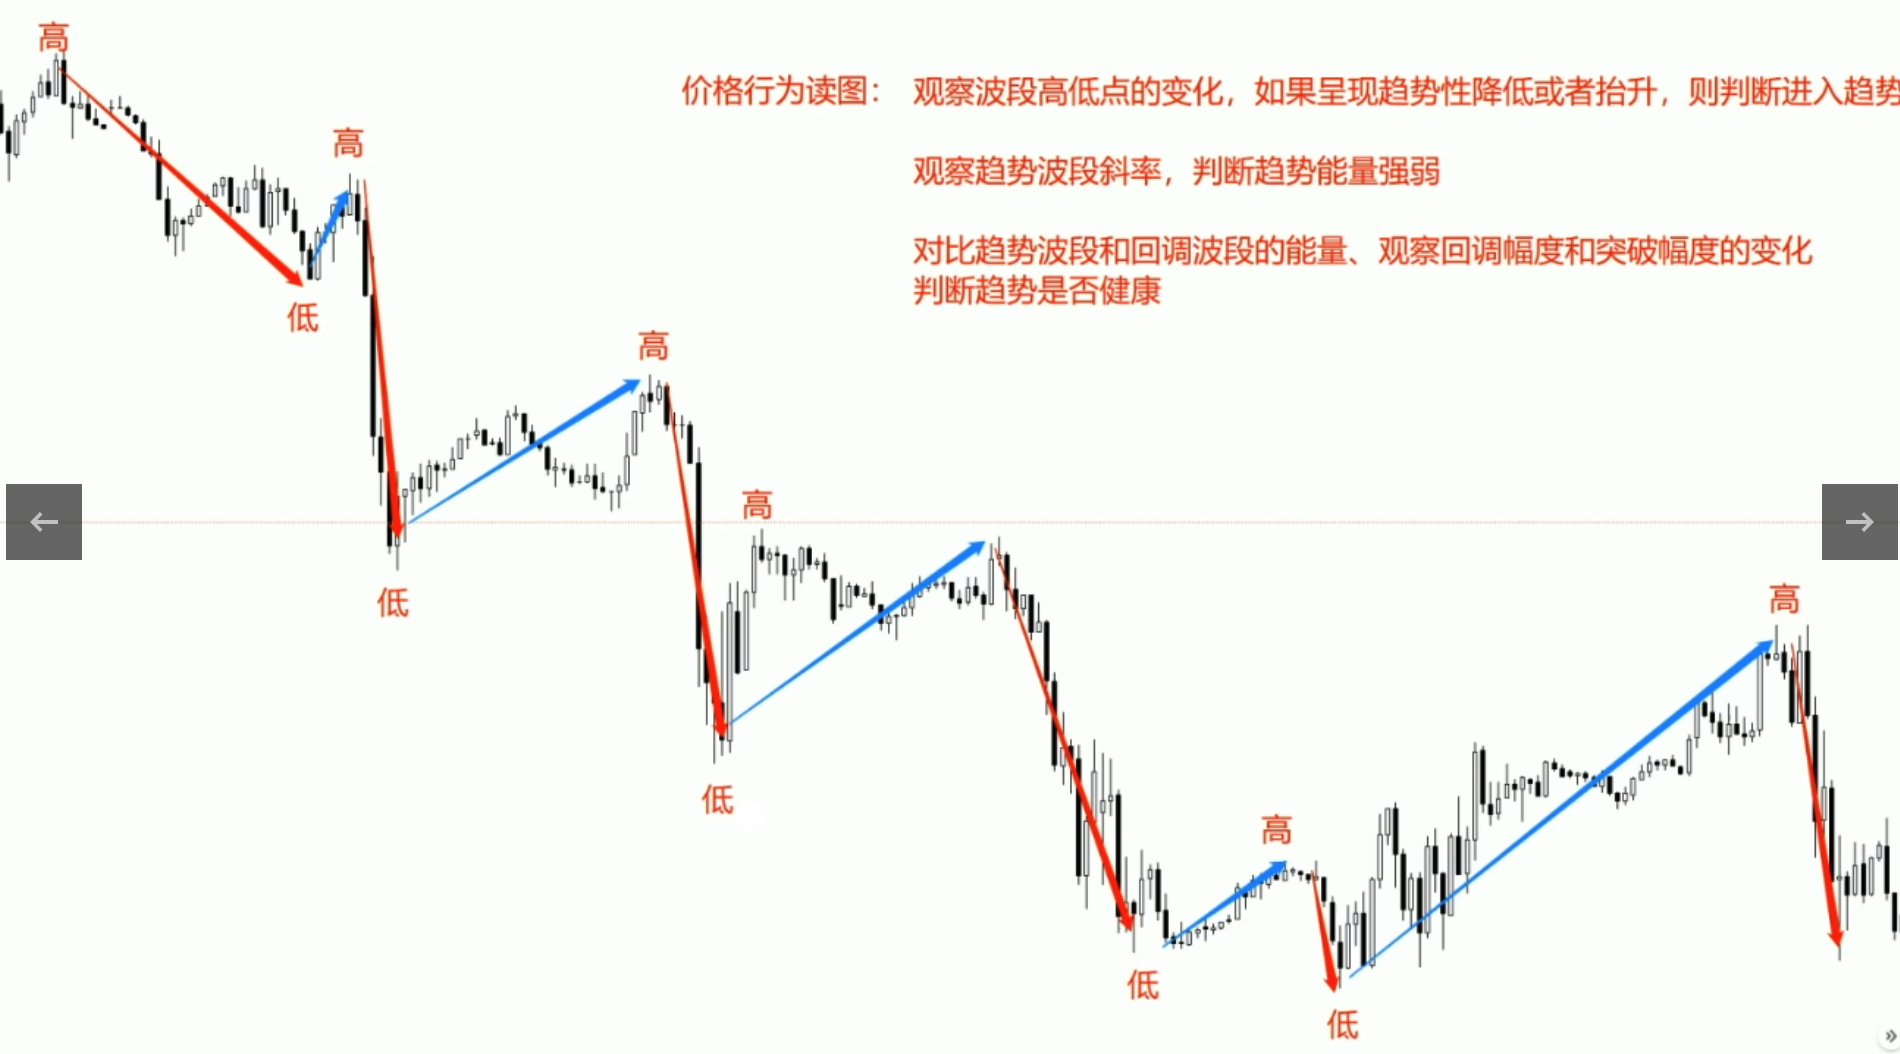 高
价格行为读图： 观察波段高低点的变化，如果呈现趋势性降低或者抬升，则判断进入趋势
高
观察趋势波段斜率，判断趋势能量强弱
对比趋势波段和回调波段的能量、观察回调幅度和突破幅度的变化
判断趋势是否健康
低
高
高
低
高
低
高
低
低